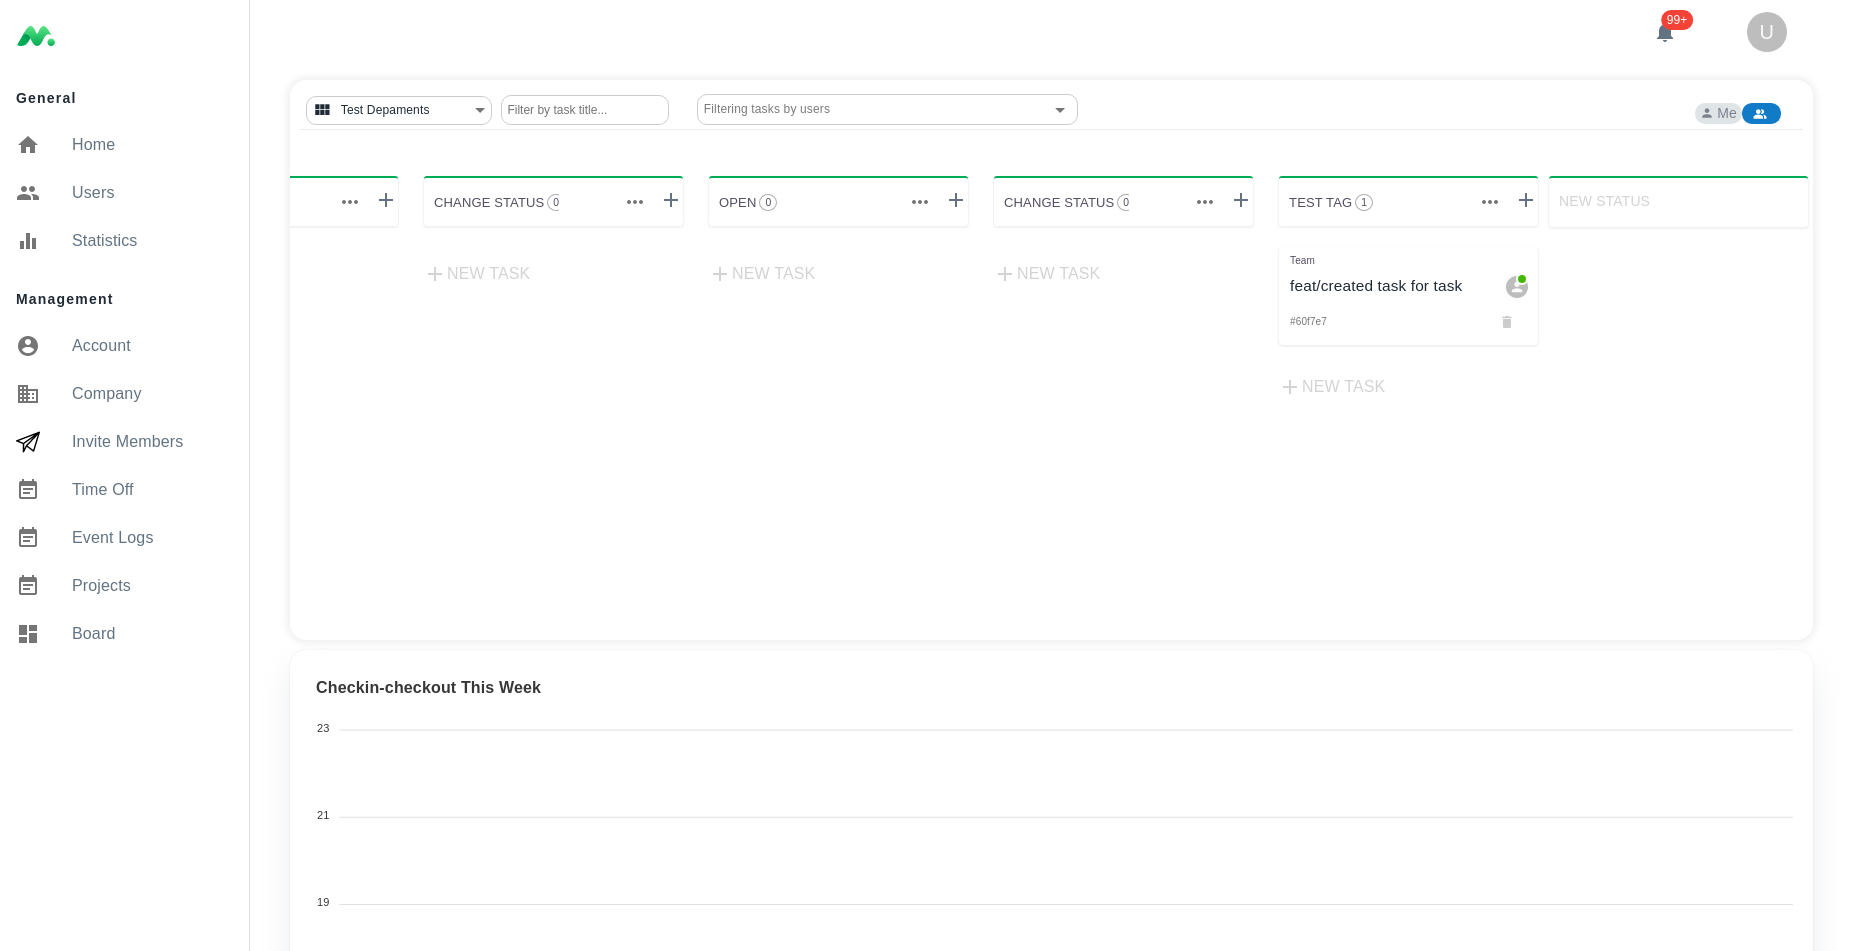 99+
U
General
Home
Users
Statistics
Management
Account
Company
Invite Members
Time Off
Event Logs
Projects
Board
Test Depaments
Filter by task title...
Filtering tasks by users
Me
CHANGE STATUS 0
OPEN 0
CHANGE STATUS 0
TEST TAG 1
NEW STATUS
NEW TASK
NEW TASK
NEW TASK
Team
feat/created task for task
#60f7e7
NEW TASK
Checkin-checkout This Week
23
21
19